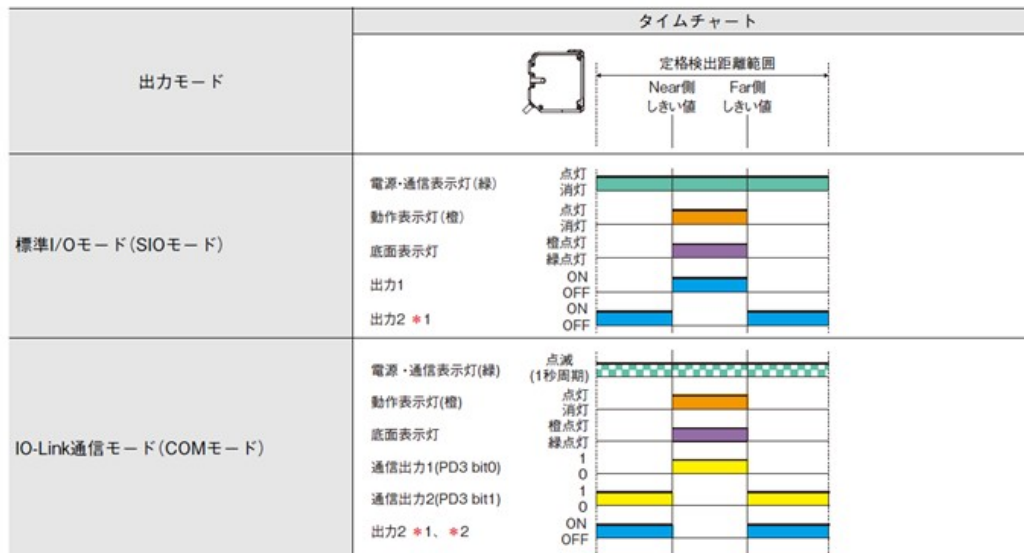 タイムチャート
出力モード
定格検出距離範囲
Near側 Far側
しきい値 しきい値
標準I/Oモード(SIOモード)
電源・通信表示灯(緑) 点灯
消灯
動作表示灯(橙) 点灯
消灯
底面表示灯 橙点灯
緑点灯
出力1 ON
OFF
出力2 *1 ON
OFF
IO-Link通信モード(COMモード)
電源・通信表示灯(緑) 点滅
(1秒周期)
動作表示灯(橙) 点灯
消灯
底面表示灯 橙点灯
緑点灯
通信出力1(PD3 bit0) 1
0
通信出力2(PD3 bit1) 1
0
出力2 *1、*2 ON
OFF